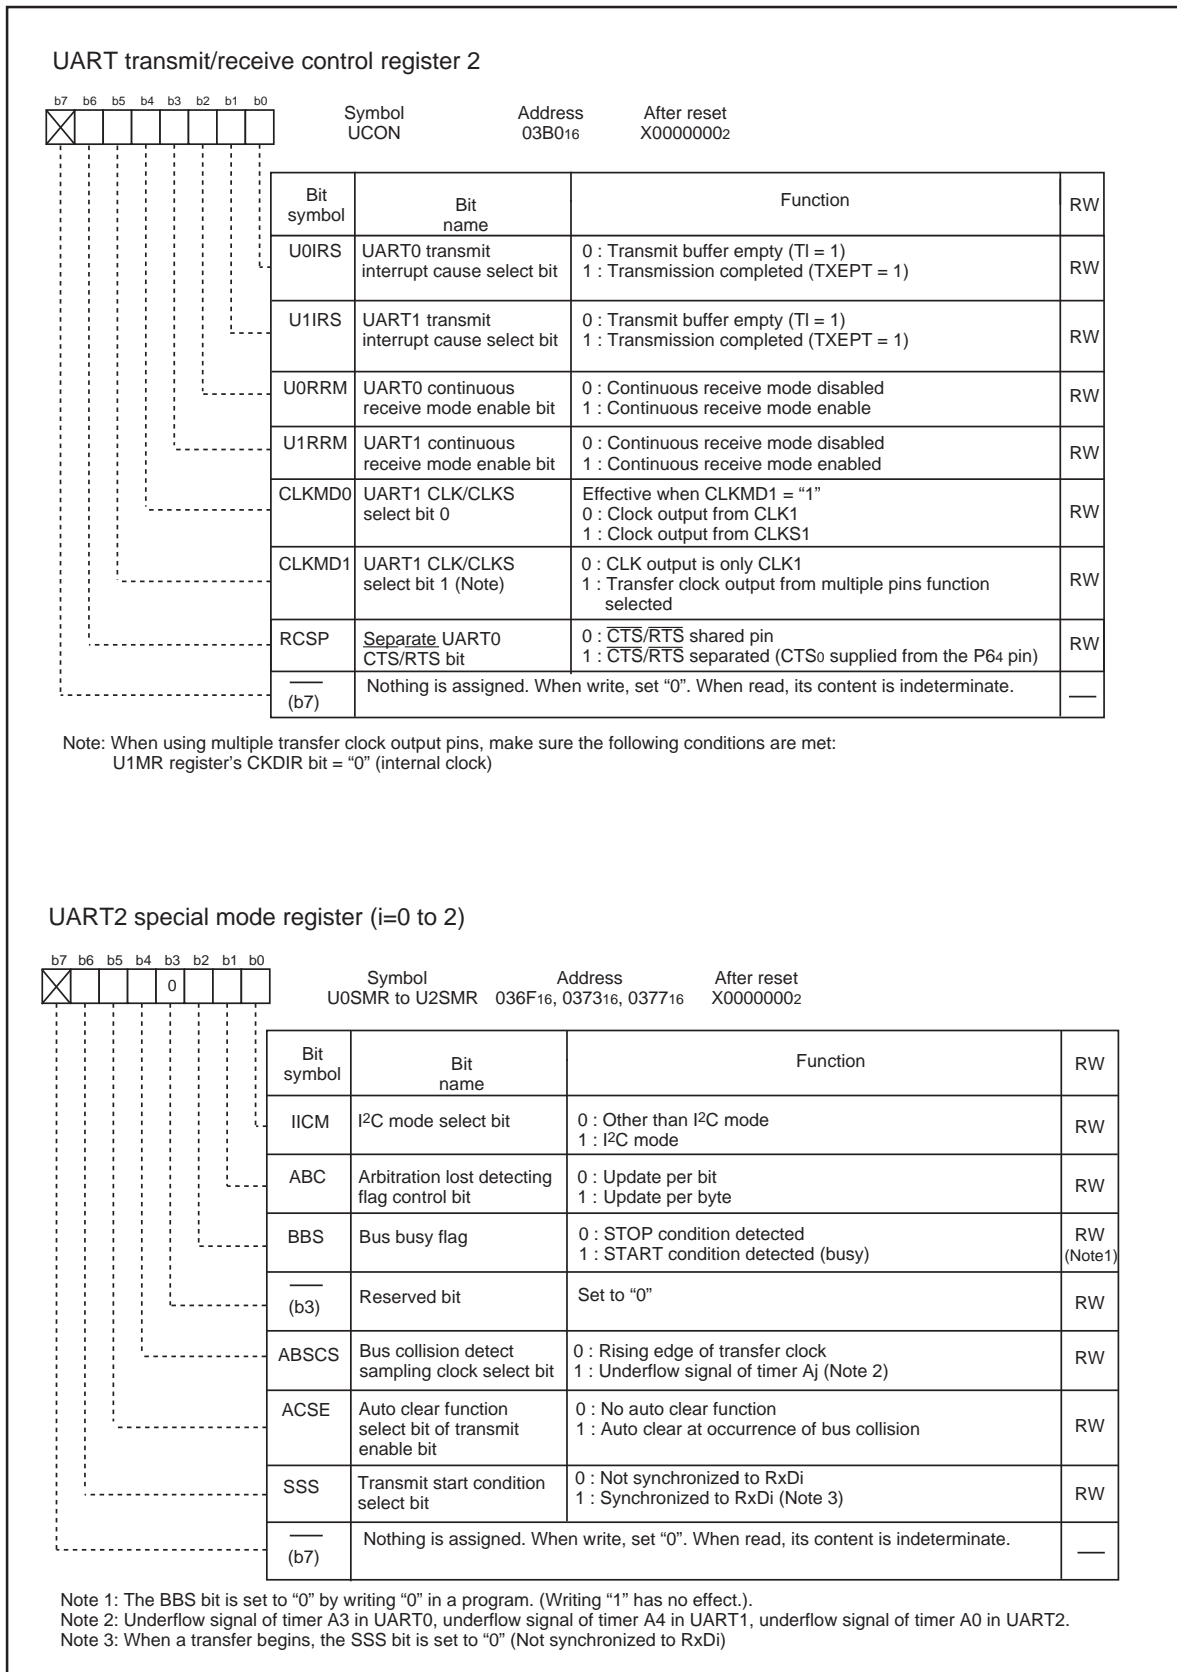 UART transmit/receive control register 2
b7 b6 b5 b4 b3 b2 b1 b0
Symbol Address After reset
UCON 03B016 X00000002
Bit symbol Bit name Function RW
U0IRS UART0 transmit interrupt cause select bit 0 : Transmit buffer empty (TI = 1) RW
1 : Transmission completed (TXEPT = 1)
U1IRS UART1 transmit interrupt cause select bit 0 : Transmit buffer empty (TI = 1) RW
1 : Transmission completed (TXEPT = 1)
U0RRM UART0 continuous receive mode enable bit 0 : Continuous receive mode disabled RW
1 : Continuous receive mode enable
U1RRM UART1 continuous receive mode enable bit 0 : Continuous receive mode disabled RW
1 : Continuous receive mode enabled
CLKMD0 UART1 CLK/CLKS select bit 0 Effective when CLKMD1 = “1” RW
0 : Clock output from CLK1
1 : Clock output from CLKS1
CLKMD1 UART1 CLK/CLKS select bit 1 (Note) 0 : CLK output is only CLK1 RW
1 : Transfer clock output from multiple pins function
selected
RCSP Separate UART0 CTS/RTS bit 0 : CTS/RTS shared pin RW
1 : CTS/RTS separated (CTS0 supplied from the P64 pin)
(b7) Nothing is assigned. When write, set “0”. When read, its content is indeterminate. —
Note: When using multiple transfer clock output pins, make sure the following conditions are met:
U1MR register's CKDIR bit = “0” (internal clock)
UART2 special mode register (i=0 to 2)
b7 b6 b5 b4 b3 b2 b1 b0
0
Symbol Address After reset
U0SMR to U2SMR 036F16, 037316, 037716 X00000002
Bit symbol Bit name Function RW
IICM I2C mode select bit 0 : Other than I2C mode RW
1 : I2C mode
ABC Arbitration lost detecting flag control bit 0 : Update per bit RW
1 : Update per byte
BBS Bus busy flag 0 : STOP condition detected RW (Note1)
1 : START condition detected (busy)
(b3) Reserved bit Set to “0” RW
ABSCS Bus collision detect sampling clock select bit 0 : Rising edge of transfer clock RW
1 : Underflow signal of timer Aj (Note 2)
ACSE Auto clear function select bit of transmit enable bit 0 : No auto clear function RW
1 : Auto clear at occurrence of bus collision
SSS Transmit start condition select bit 0 : Not synchronized to RxDi RW
1 : Synchronized to RxDi (Note 3)
(b7) Nothing is assigned. When write, set “0”. When read, its content is indeterminate. —
Note 1: The BBS bit is set to “0” by writing “0” in a program. (Writing “1” has no effect.).
Note 2: Underflow signal of timer A3 in UART0, underflow signal of timer A4 in UART1, underflow signal of timer A0 in UART2.
Note 3: When a transfer begins, the SSS bit is set to “0” (Not synchronized to RxDi)